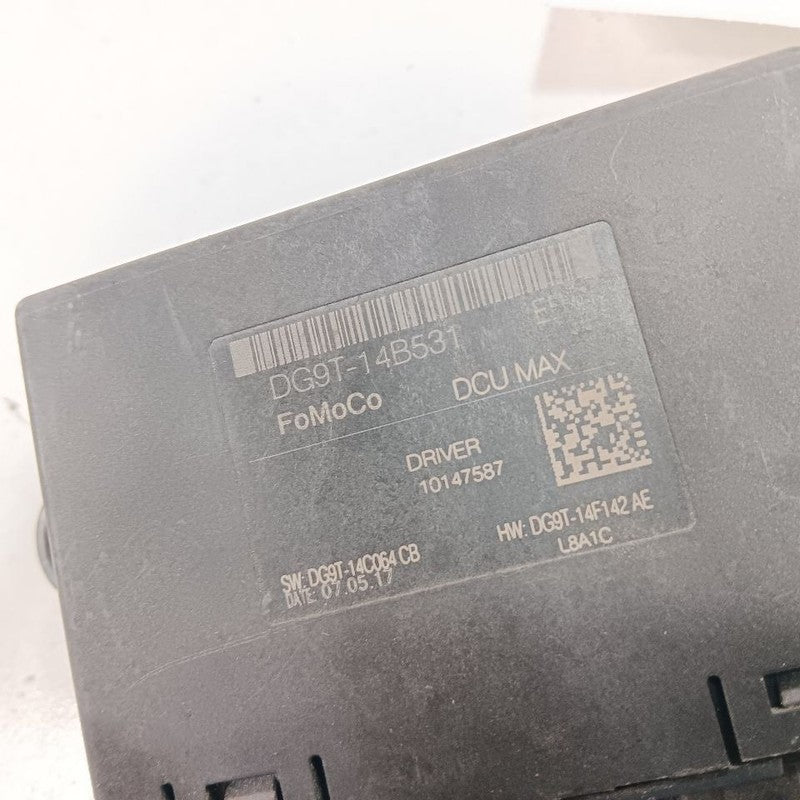 DG9T-14B531
FoMoCo DCU MAX
DRIVER
10147587
HW: DG9T-14F142 AE
L8A1C
SW: DG9T-14C064 CB
DATE: 07.05.17